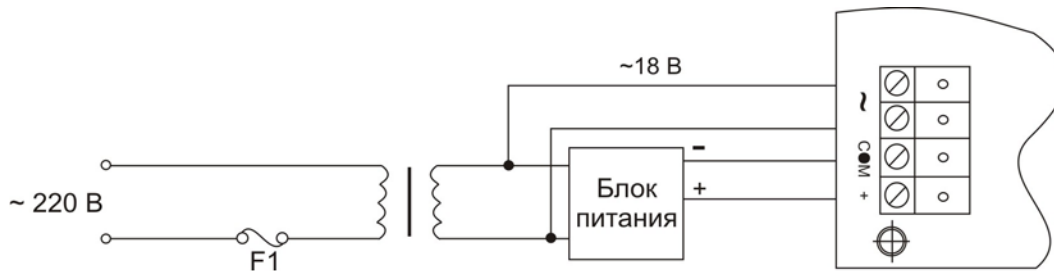 ~18 В
~
COM
+
−
+
Блок
питания
~ 220 В
F1